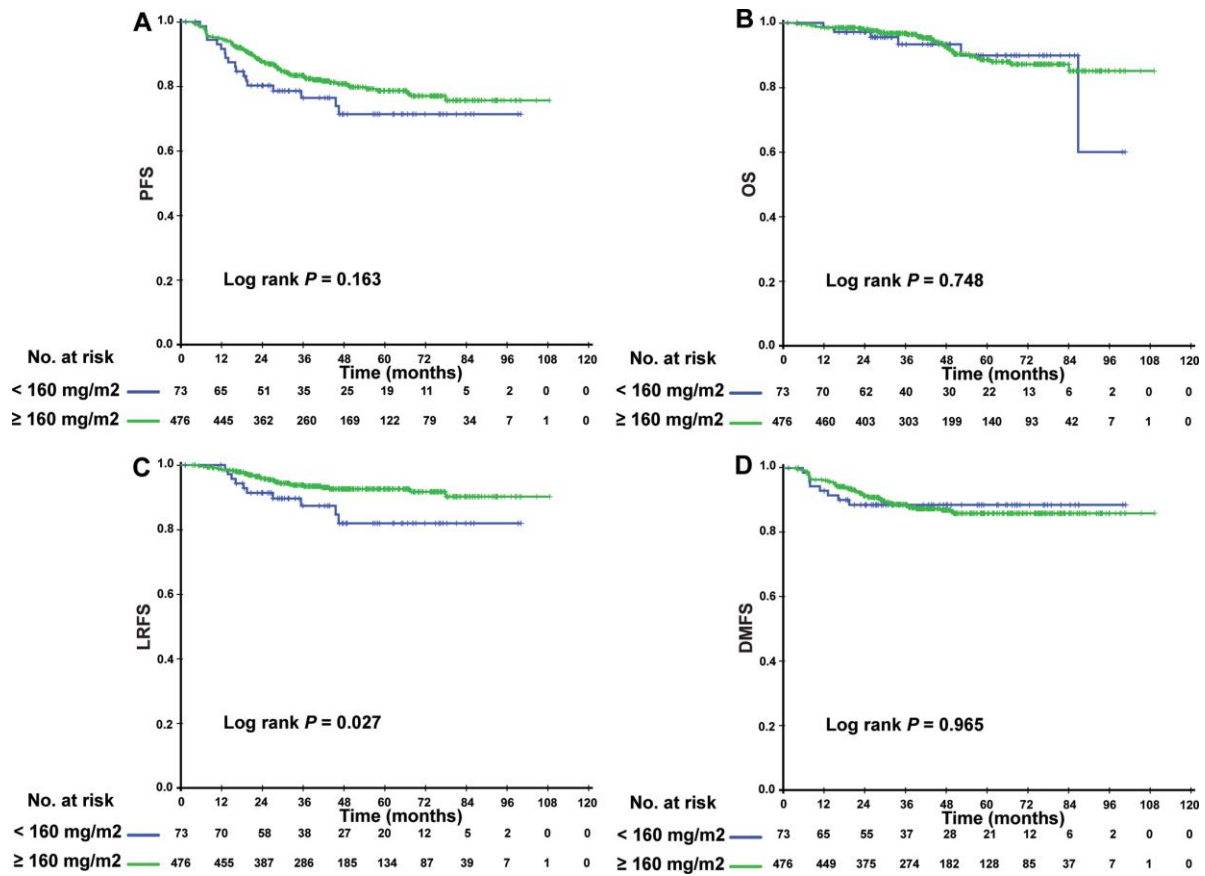 A
1.0
0.8
0.6
0.4
0.2
0.0
PFS
Log rank P = 0.163
0 12 24 36 48 60 72 84 96 108 120
Time (months)
No. at risk
< 160 mg/m2 73 65 51 35 25 19 11 5 2 0 0
≥ 160 mg/m2 476 445 362 260 169 122 79 34 7 1 0
B
1.0
0.8
0.6
0.4
0.2
0.0
OS
Log rank P = 0.748
0 12 24 36 48 60 72 84 96 108 120
Time (months)
No. at risk
< 160 mg/m2 73 70 62 40 30 22 13 6 2 0 0
≥ 160 mg/m2 476 460 403 303 199 140 93 42 7 1 0
C
1.0
0.8
0.6
0.4
0.2
0.0
LRFS
Log rank P = 0.027
0 12 24 36 48 60 72 84 96 108 120
Time (months)
No. at risk
< 160 mg/m2 73 70 58 38 27 20 12 5 2 0 0
≥ 160 mg/m2 476 455 387 286 185 134 87 39 7 1 0
D
1.0
0.8
0.6
0.4
0.2
0.0
DMFS
Log rank P = 0.965
0 12 24 36 48 60 72 84 96 108 120
Time (months)
No. at risk
< 160 mg/m2 73 65 55 37 28 21 12 6 2 0 0
≥ 160 mg/m2 476 449 375 274 182 128 85 37 7 1 0